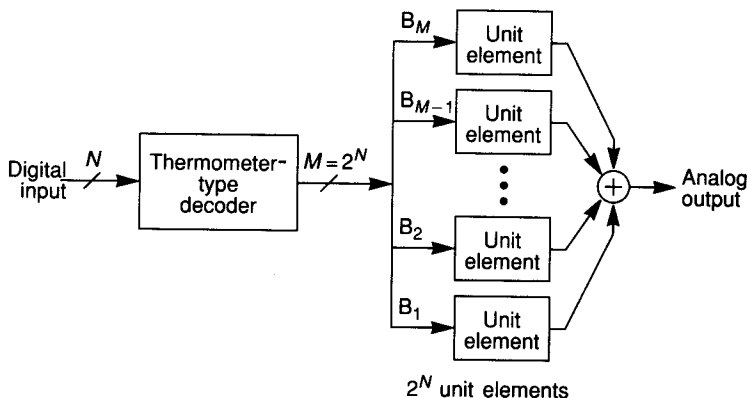 Digital
input
N
Thermometer-
type
decoder
M = 2^N
B_M
Unit
element
B_{M−1}
Unit
element
B_2
Unit
element
B_1
Unit
element
+
Analog
output
2^N unit elements